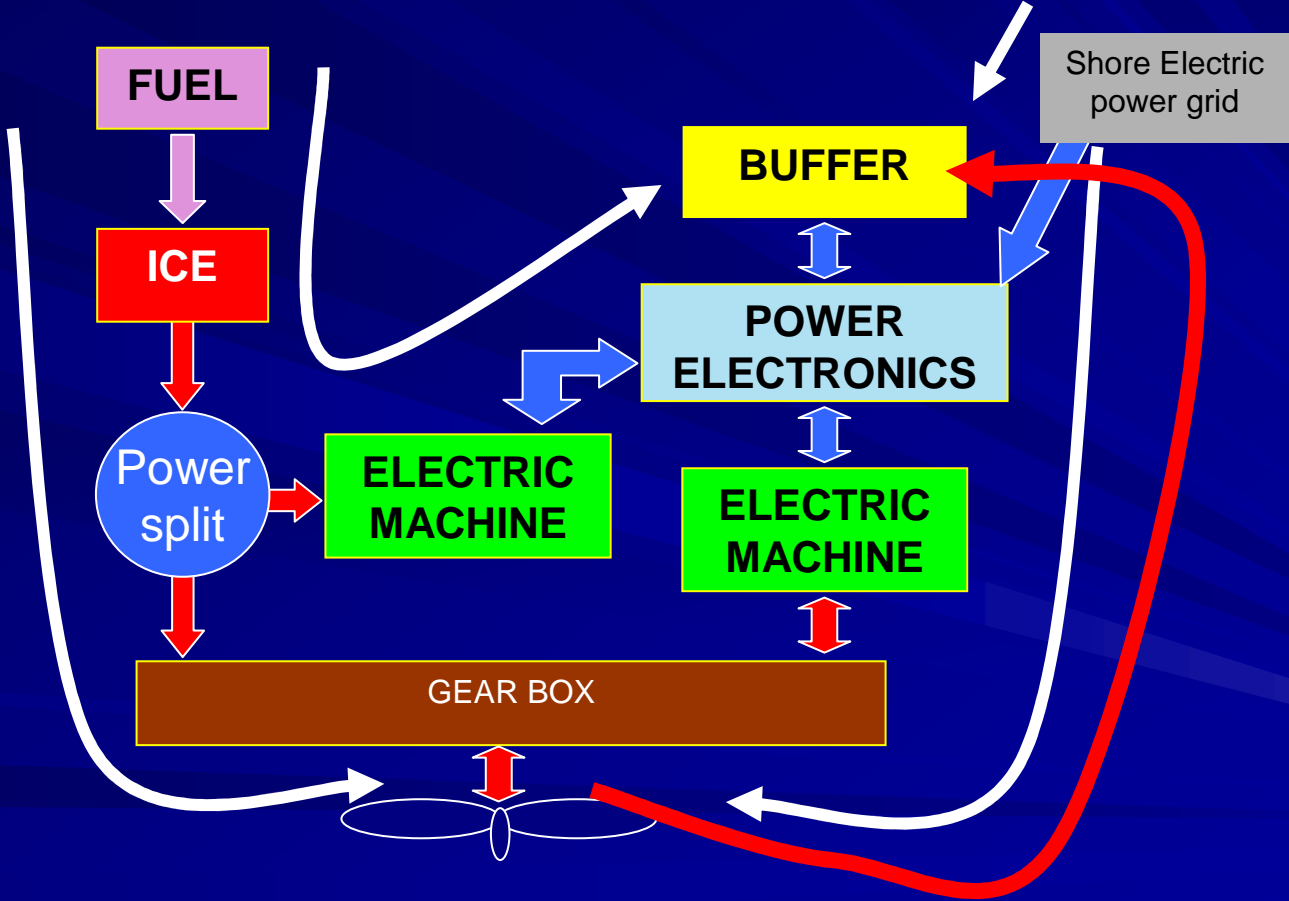 FUEL
Shore Electric
power grid
BUFFER
ICE
POWER
ELECTRONICS
Power
split
ELECTRIC
MACHINE
ELECTRIC
MACHINE
GEAR BOX